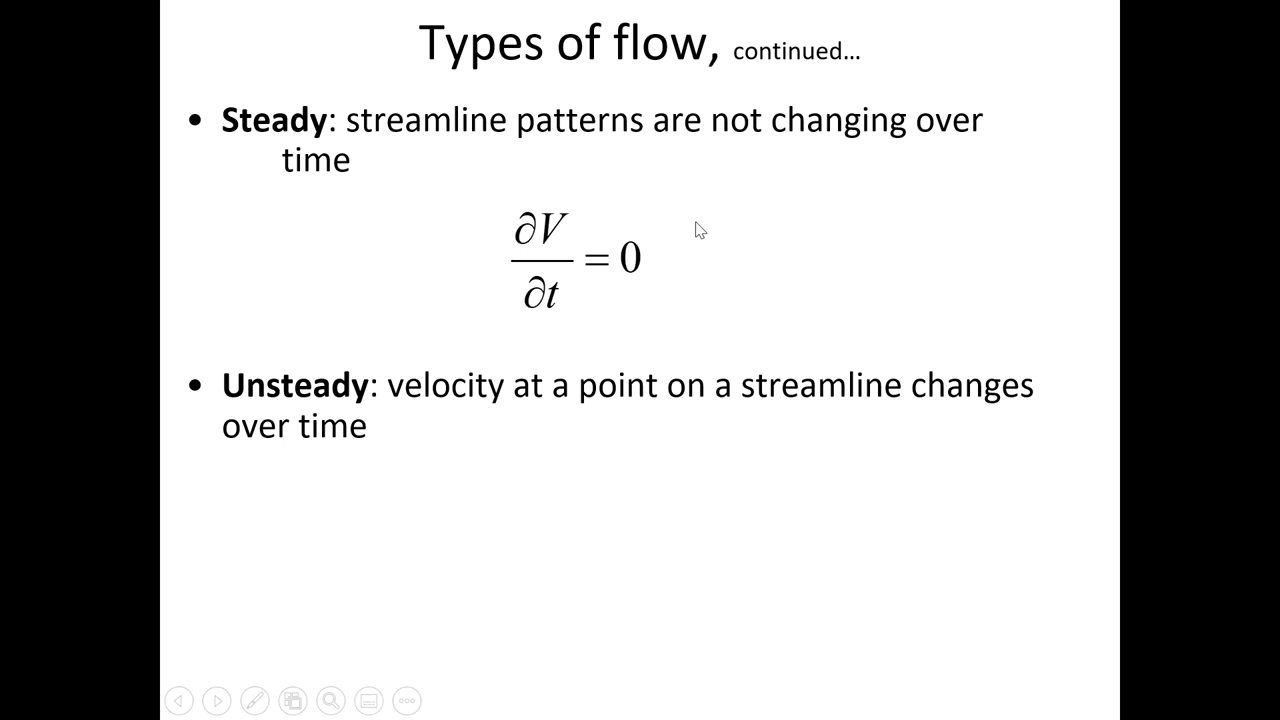 Types of flow, continued…
• Steady: streamline patterns are not changing over
time
∂V
∂t
= 0
• Unsteady: velocity at a point on a streamline changes
over time